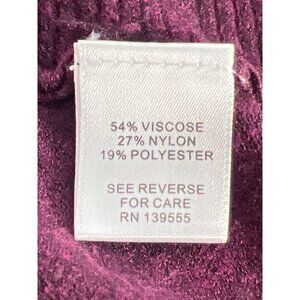 54% VISCOSE
27% NYLON
19% POLYESTER
SEE REVERSE
FOR CARE
RN 139555